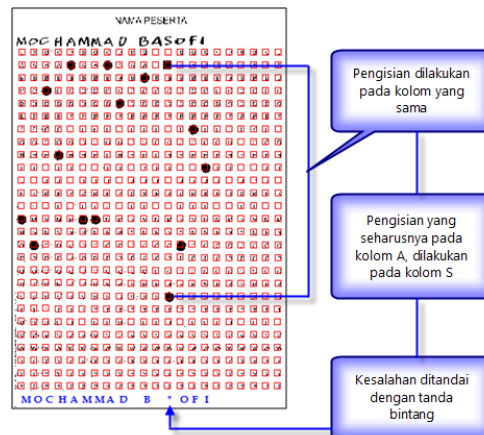 NAMA PESERTA
MOCHAMMAD BASOFI
MOCHAMMAD B * OFI
Pengisian dilakukan
pada kolom yang
sama
Pengisian yang
seharusnya pada
kolom A, dilakukan
pada kolom S
Kesalahan ditandai
dengan tanda
bintang